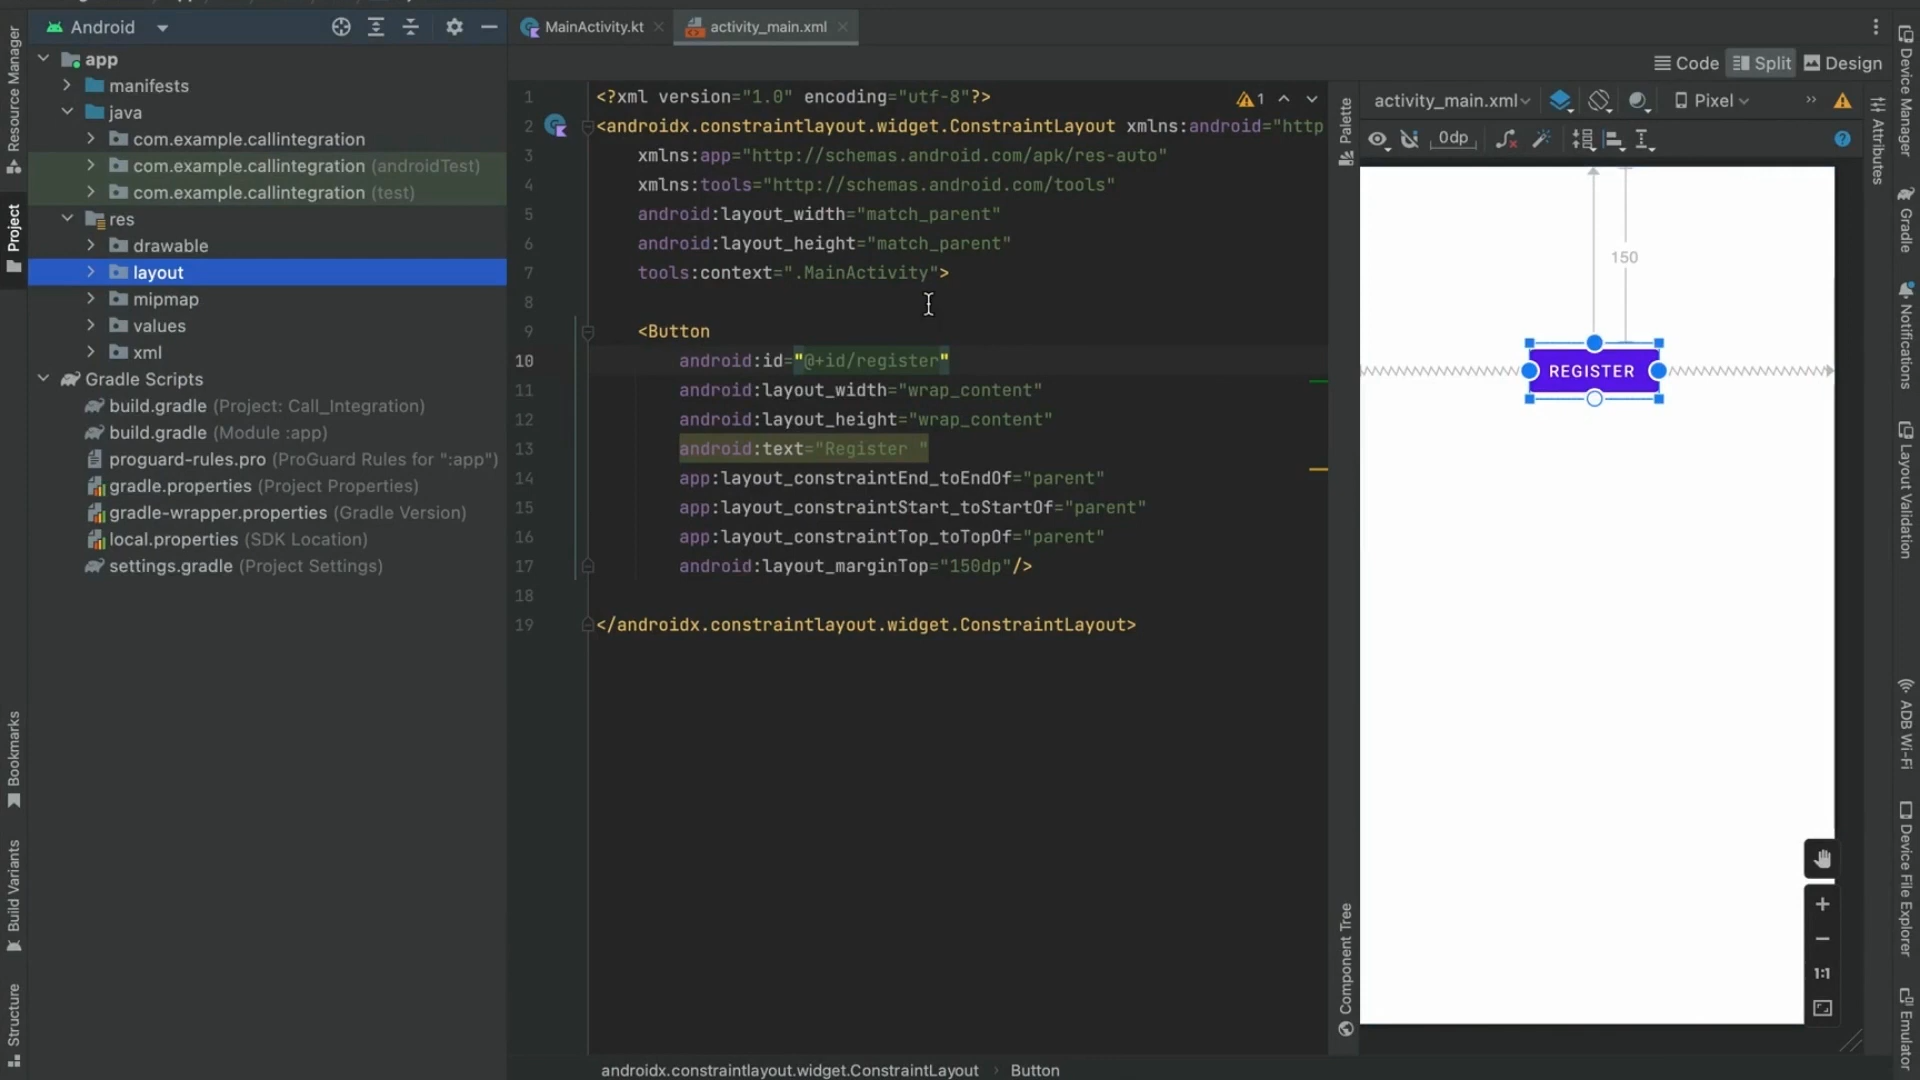 Android
MainActivity.kt
activity_main.xml
Code
Split
Design
Resource Manager
Project
Bookmarks
Build Variants
Structure
app
manifests
java
com.example.callintegration
com.example.callintegration (androidTest)
com.example.callintegration (test)
res
drawable
layout
mipmap
values
xml
Gradle Scripts
build.gradle (Project: Call_Integration)
build.gradle (Module :app)
proguard-rules.pro (ProGuard Rules for ":app")
gradle.properties (Project Properties)
gradle-wrapper.properties (Gradle Version)
local.properties (SDK Location)
settings.gradle (Project Settings)
1 <?xml version="1.0" encoding="utf-8"?>
1
2 <androidx.constraintlayout.widget.ConstraintLayout xmlns:android="http
3 xmlns:app="http://schemas.android.com/apk/res-auto"
4 xmlns:tools="http://schemas.android.com/tools"
5 android:layout_width="match_parent"
6 android:layout_height="match_parent"
7 tools:context=".MainActivity">
8
9 <Button
10 android:id="@+id/register"
11 android:layout_width="wrap_content"
12 android:layout_height="wrap_content"
13 android:text="Register "
14 app:layout_constraintEnd_toEndOf="parent"
15 app:layout_constraintStart_toStartOf="parent"
16 app:layout_constraintTop_toTopOf="parent"
17 android:layout_marginTop="150dp"/>
18
19 </androidx.constraintlayout.widget.ConstraintLayout>
androidx.constraintlayout.widget.ConstraintLayout › Button
Palette
Component Tree
activity_main.xml
Pixel
0dp
150
REGISTER
1:1
Attributes
Device Manager
Gradle
Notifications
Layout Validation
ADB Wi-Fi
Device File Explorer
Emulator